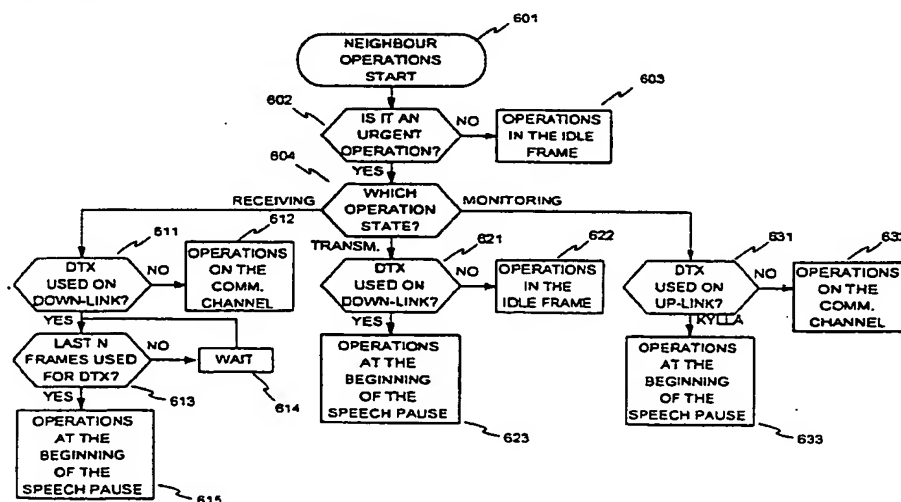 601
NEIGHBOUR
OPERATIONS
START
602
IS IT AN
URGENT
OPERATION?
NO
603
OPERATIONS
IN THE IDLE
FRAME
YES
604
WHICH
OPERATION
STATE?
RECEIVING
TRANSM.
MONITORING
611
DTX
USED ON
DOWN-LINK?
NO
612
OPERATIONS
ON THE
COMM.
CHANNEL
YES
LAST N
FRAMES USED
FOR DTX?
613
NO
WAIT
614
YES
OPERATIONS
AT THE
BEGINNING
OF THE
SPEECH PAUSE
615
621
DTX
USED ON
DOWN-LINK?
NO
622
OPERATIONS
IN THE
IDLE FRAME
YES
OPERATIONS
AT THE
BEGINNING
OF THE
SPEECH PAUSE
623
631
DTX
USED ON
UP-LINK?
NO
632
OPERATIONS
ON THE
COMM.
CHANNEL
KYLLÄ
OPERATIONS
AT THE
BEGINNING
OF THE
SPEECH PAUSE
633